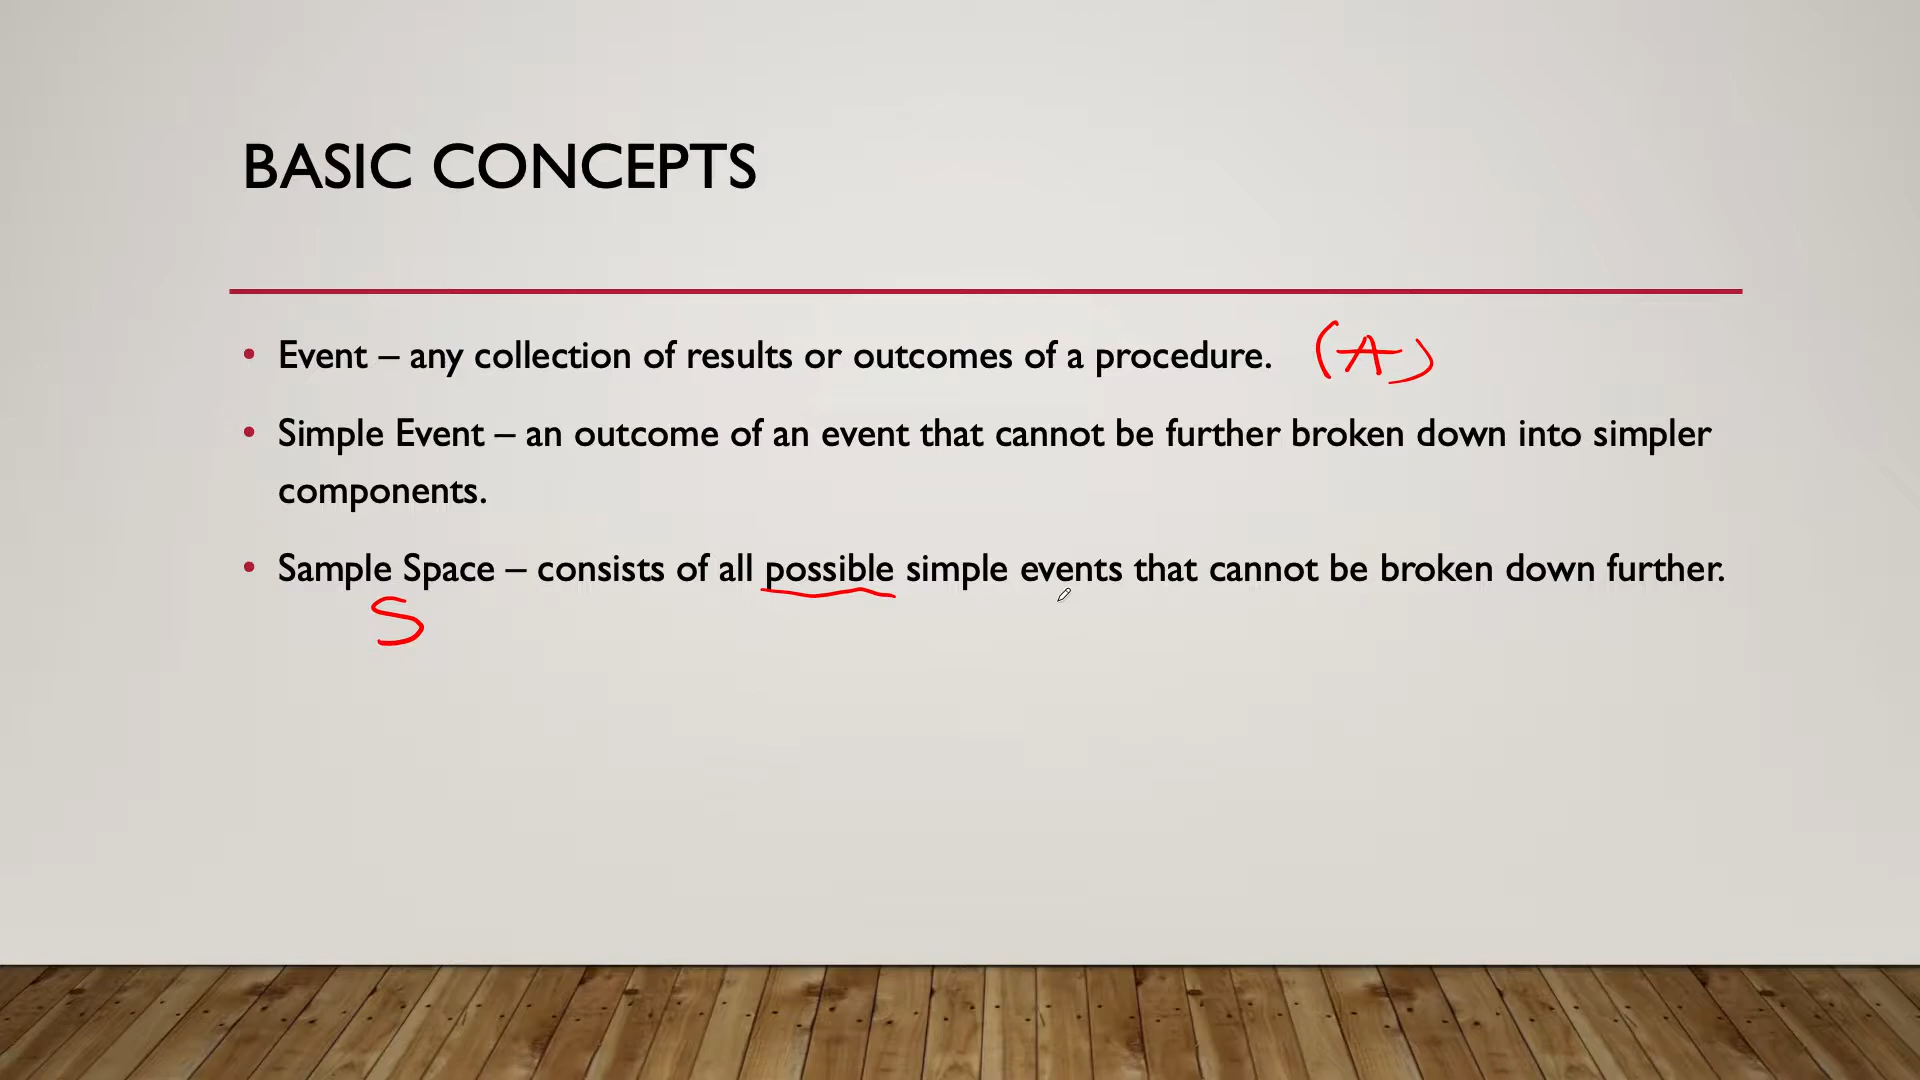 BASIC CONCEPTS
• Event – any collection of results or outcomes of a procedure. (A)
• Simple Event – an outcome of an event that cannot be further broken down into simpler
components.
• Sample Space – consists of all possible simple events that cannot be broken down further.
S